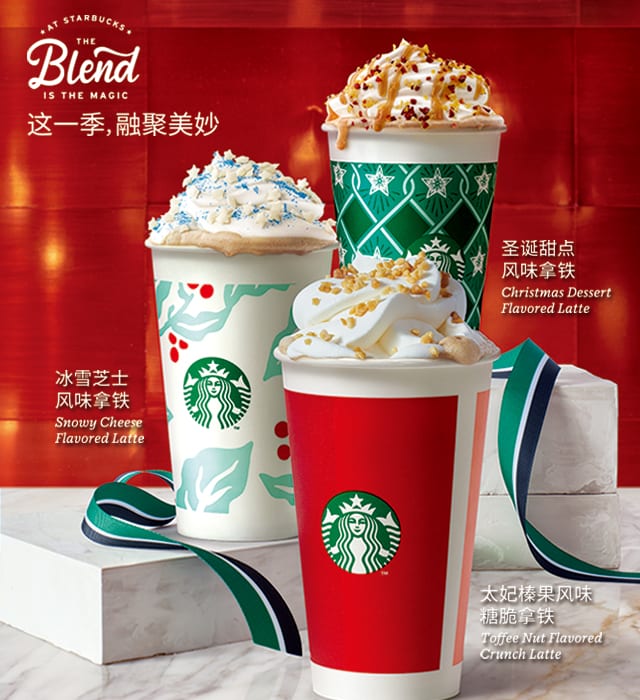 AT STARBUCKS
THE
Blend
IS THE MAGIC
这一季,融聚美妙
圣诞甜点
风味拿铁
Christmas Dessert
Flavored Latte
冰雪芝士
风味拿铁
Snowy Cheese
Flavored Latte
太妃榛果风味
糖脆拿铁
Toffee Nut Flavored
Crunch Latte
TM